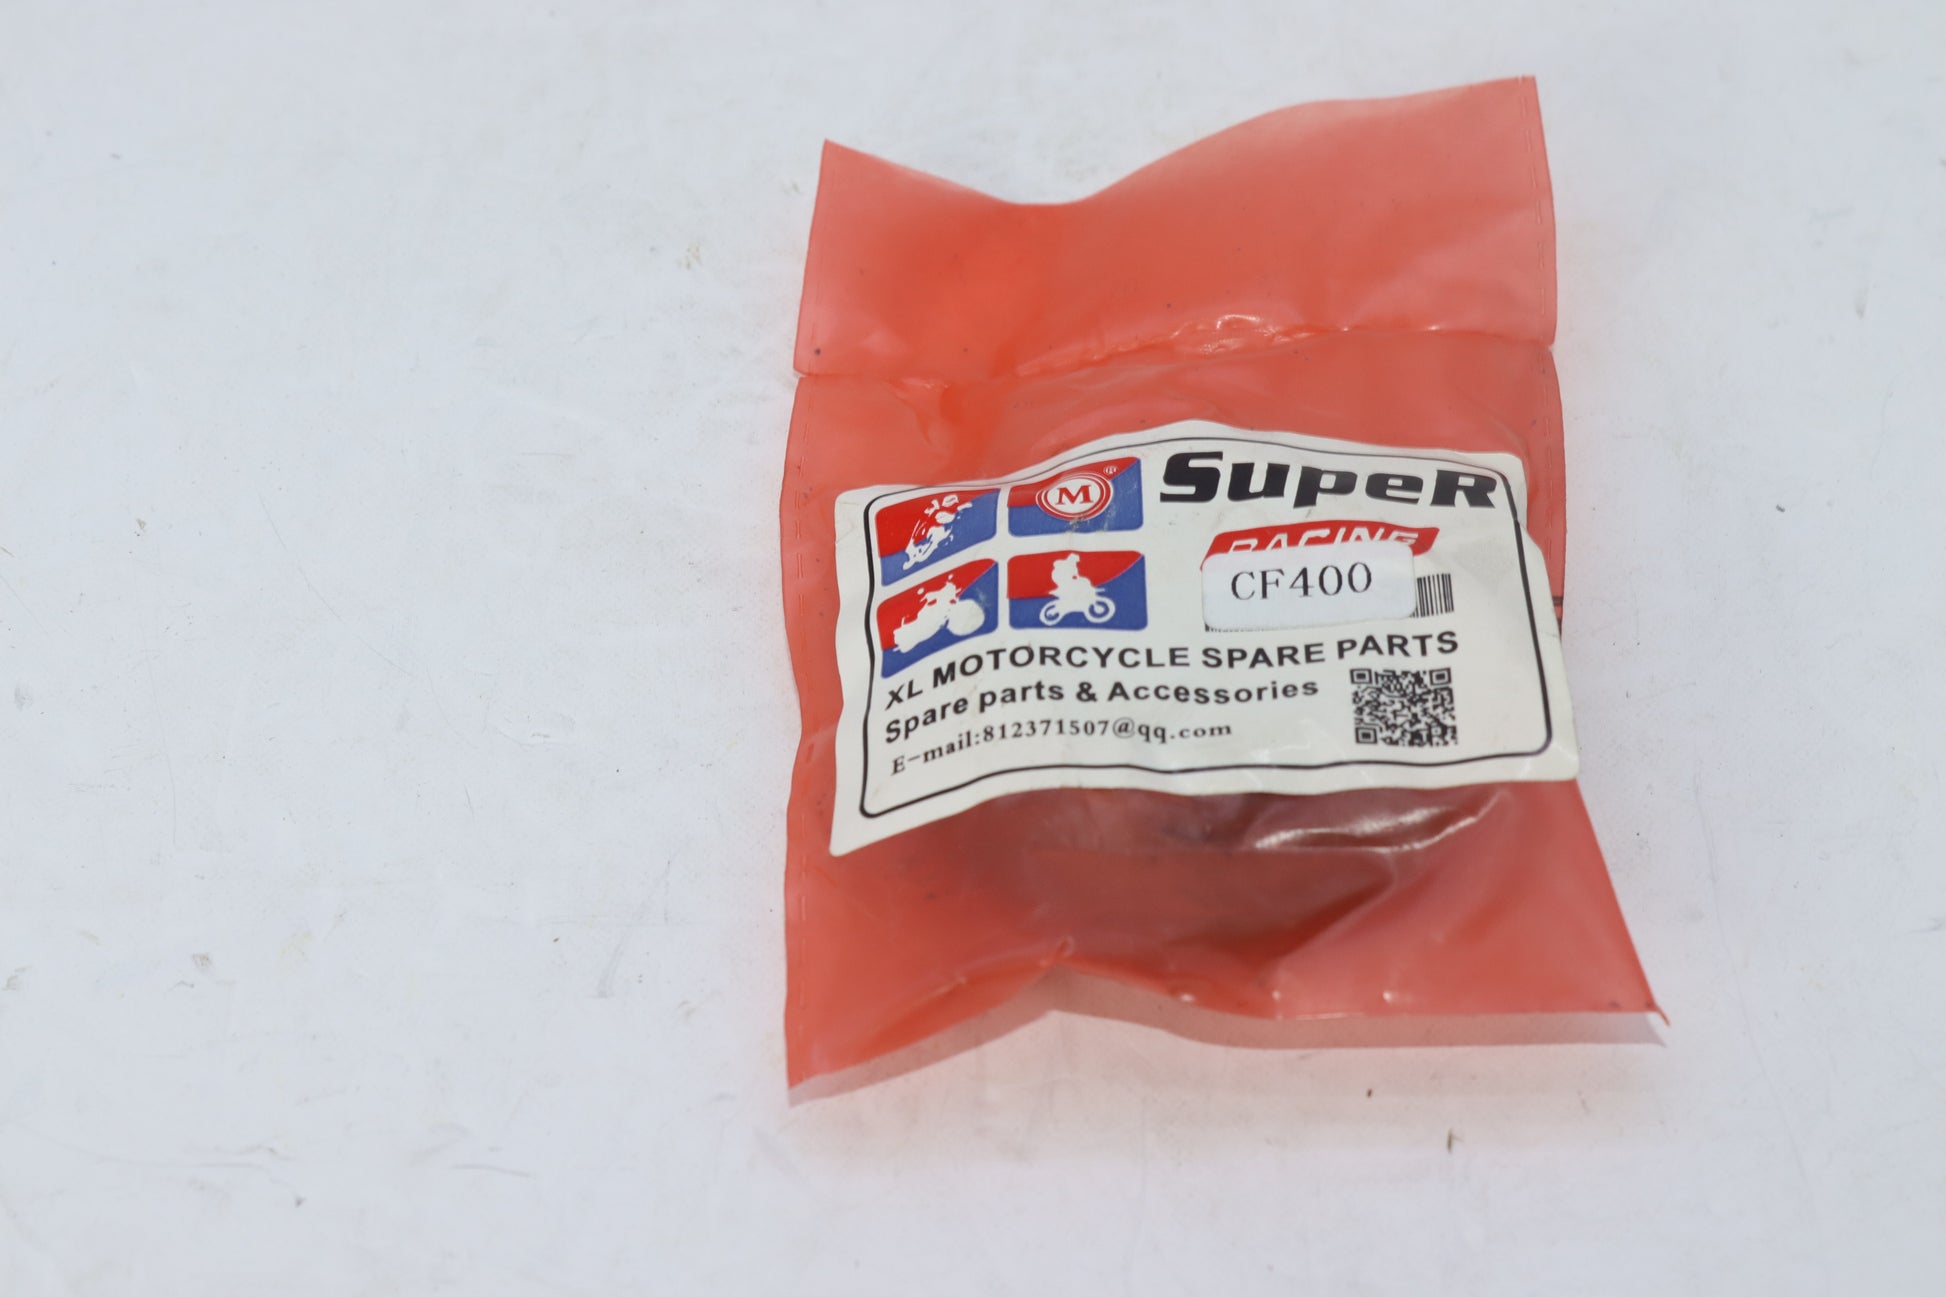 M ®
SupeR
RACING
CF400
XL MOTORCYCLE SPARE PARTS
Spare parts & Accessories
E-mail:812371507@qq.com